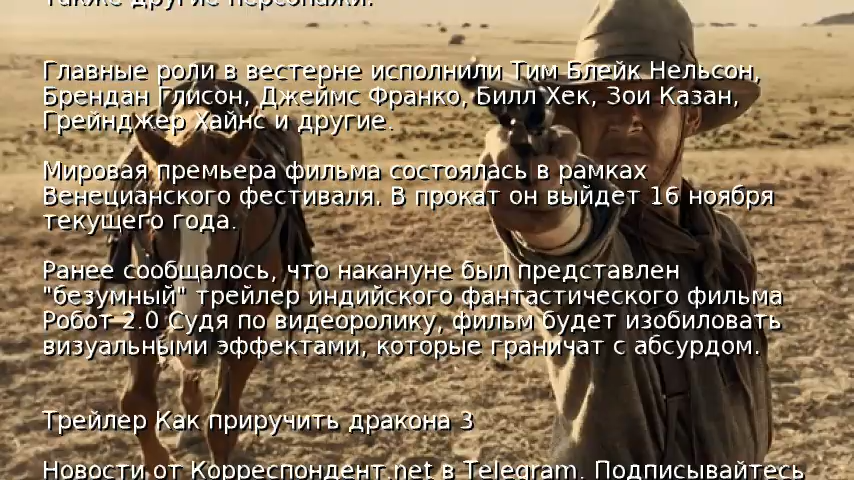 также другие персонажи.
Главные роли в вестерне исполнили Тим Блейк Нельсон,
Брендан Глисон, Джеймс Франко, Билл Хек, Зои Казан,
Грейнджер Хайнс и другие.
Мировая премьера фильма состоялась в рамках
Венецианского фестиваля. В прокат он выйдет 16 ноября
текущего года.
Ранее сообщалось, что накануне был представлен
"безумный" трейлер индийского фантастического фильма
Робот 2.0 Судя по видеоролику, фильм будет изобиловать
визуальными эффектами, которые граничат с абсурдом.
Трейлер Как приручить дракона 3
Новости от Корреспондент.net в Telegram. Подписывайтесь